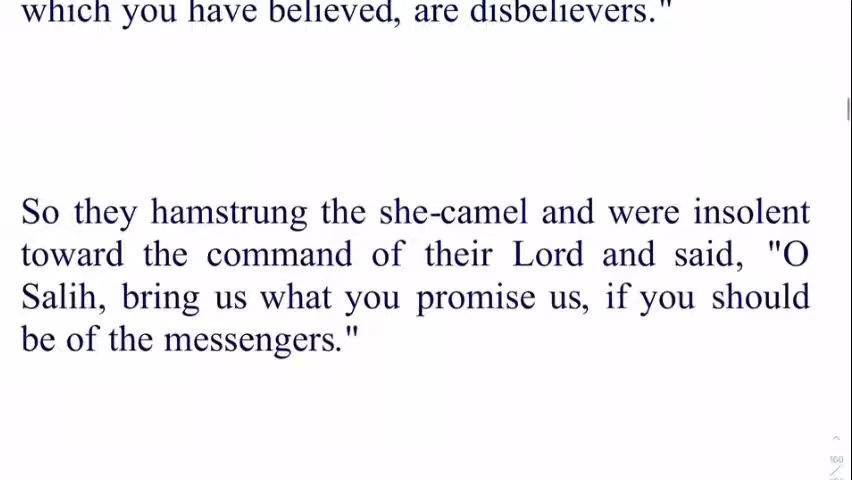 which you have believed, are disbelievers."
So they hamstrung the she-camel and were insolent
toward the command of their Lord and said, "O
Salih, bring us what you promise us, if you should
be of the messengers."
160